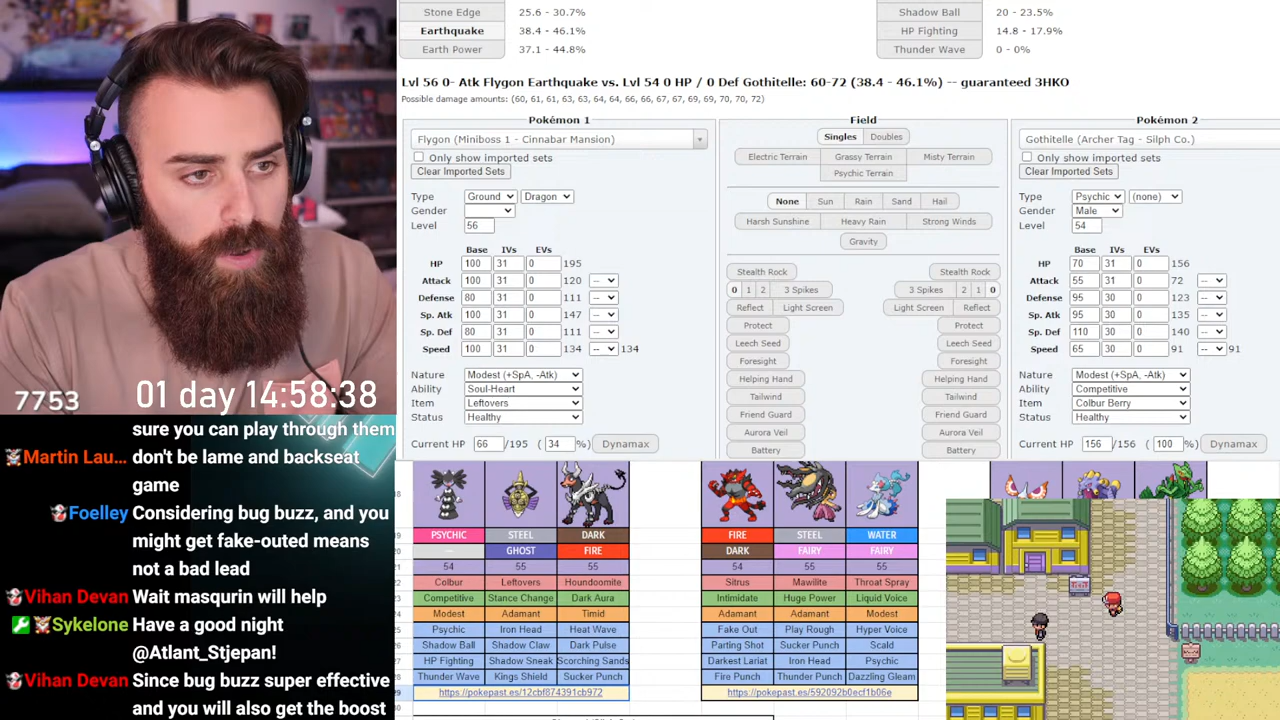 Stone Edge 25.6 - 30.7%
Earthquake 38.4 - 46.1%
Earth Power 37.1 - 44.8%
Shadow Ball 20 - 23.5%
HP Fighting 14.8 - 17.9%
Thunder Wave 0 - 0%
Lvl 56 0- Atk Flygon Earthquake vs. Lvl 54 0 HP / 0 Def Gothitelle: 60-72 (38.4 - 46.1%) -- guaranteed 3HKO
Possible damage amounts: (60, 61, 61, 63, 63, 64, 64, 66, 66, 67, 67, 69, 69, 70, 70, 72)
Pokémon 1
Flygon (Miniboss 1 - Cinnabar Mansion)
Only show imported sets
Clear Imported Sets
Type Ground Dragon
Gender
Level 56
Base IVs EVs
HP 100 31 0 195
Attack 100 31 0 120 --
Defense 80 31 0 111 --
Sp. Atk 100 31 0 147 --
Sp. Def 80 31 0 111 --
Speed 100 31 0 134 -- 134
Nature Modest (+SpA, -Atk)
Ability Soul-Heart
Item Leftovers
Status Healthy
Current HP 66 /195 ( 34 %) Dynamax
Field
Singles Doubles
Electric Terrain Grassy Terrain Misty Terrain
Psychic Terrain
None Sun Rain Sand Hail
Harsh Sunshine Heavy Rain Strong Winds
Gravity
Stealth Rock Stealth Rock
0 1 2 3 Spikes 3 Spikes 2 1 0
Reflect Light Screen Light Screen Reflect
Protect Protect
Leech Seed Leech Seed
Foresight Foresight
Helping Hand Helping Hand
Tailwind Tailwind
Friend Guard Friend Guard
Aurora Veil Aurora Veil
Battery Battery
Pokémon 2
Gothitelle (Archer Tag - Silph Co.)
Only show imported sets
Clear Imported Sets
Type Psychic (none)
Gender Male
Level 54
Base IVs EVs
HP 70 31 0 156
Attack 55 31 0 72 --
Defense 95 30 0 123 --
Sp. Atk 95 30 0 135 --
Sp. Def 110 30 0 140 --
Speed 65 30 0 91 -- 91
Nature Modest (+SpA, -Atk)
Ability Competitive
Item Colbur Berry
Status Healthy
Current HP 156 /156 ( 100 %) Dynamax
7753 01 day 14:58:38
sure you can play through them
Martin Lau... don't be lame and backseat
game
Foelley Considering bug buzz, and you
might get fake-outed means
not a bad lead
Vihan Devan Wait masqurin will help
Sykelone Have a good night
@Atlant_Stjepan!
Vihan Devan Since bug buzz super effective
and you will also get the boost
18
19 PSYCHIC STEEL DARK FIRE STEEL WATER
20 — GHOST FIRE DARK FAIRY FAIRY
21 54 55 55 54 55 55
22 Colbur Leftovers Houndoomite Sitrus Mawilite Throat Spray
23 Competitive Stance Change Dark Aura Intimidate Huge Power Liquid Voice
24 Modest Adamant Timid Adamant Adamant Modest
25 Psychic Iron Head Heat Wave Fake Out Play Rough Hyper Voice
26 Shadow Ball Shadow Claw Dark Pulse Parting Shot Sucker Punch Scald
27 HP Fighting Shadow Sneak Scorching Sands Darkest Lariat Iron Head Psychic
28 Thunder Wave Kings Shield Sucker Punch Fire Punch Thunder Punch Dazzling Gleam
29 https://pokepast.es/12cbf874391cb972 https://pokepast.es/592092b0ecf1b06e